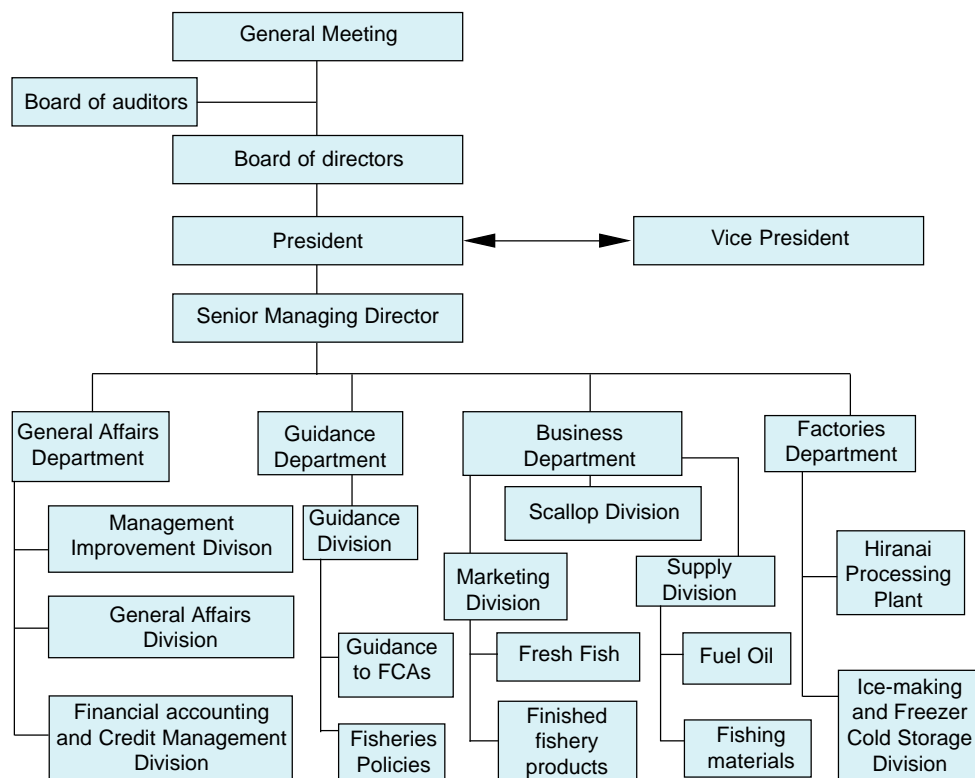 General Meeting
Board of auditors
Board of directors
President
Vice President
Senior Managing Director
General Affairs
Department
Guidance
Department
Business
Department
Factories
Department
Management
Improvement Divison
General Affairs
Division
Financial accounting
and Credit Management
Division
Guidance
Division
Guidance
to FCAs
Fisheries
Policies
Scallop Division
Marketing
Division
Fresh Fish
Finished
fishery
products
Supply
Division
Fuel Oil
Fishing
materials
Hiranai
Processing
Plant
Ice-making
and Freezer
Cold Storage
Division